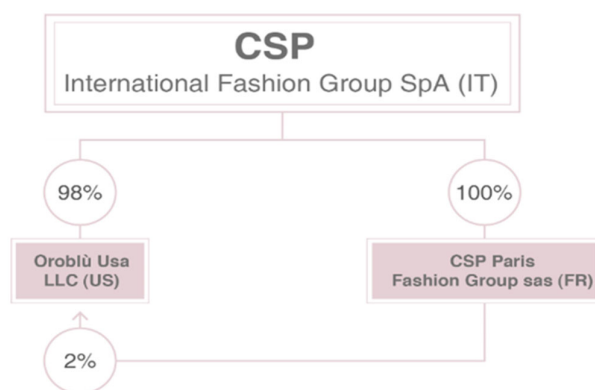 CSP
International Fashion Group SpA (IT)
98%
100%
Oroblù Usa
LLC (US)
CSP Paris
Fashion Group sas (FR)
2%